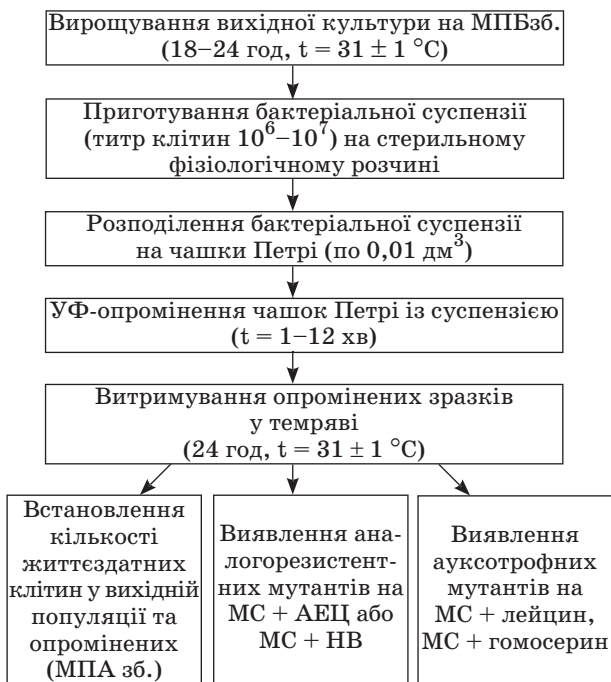 Вирощування вихідної культури на МПБзб.
(18–24 год, t = 31 ± 1 °C)
Приготування бактеріальної суспензії
(титр клітин 10⁶–10⁷) на стерильному
фізіологічному розчині
Розподілення бактеріальної суспензії
на чашки Петрі (по 0,01 дм³)
УФ-опромінення чашок Петрі із суспензією
(t = 1–12 хв)
Витримування опромінених зразків
у темряві
(24 год, t = 31 ± 1 °C)
Встановлення
кількості
життєздатних
клітин у вихідній
популяції та
опромінених
(МПА зб.)
Виявлення ана-
логорезистент-
них мутантів на
МС + АЕЦ або
МС + НВ
Виявлення
ауксотрофних
мутантів на
МС + лейцин,
МС + гомосерин